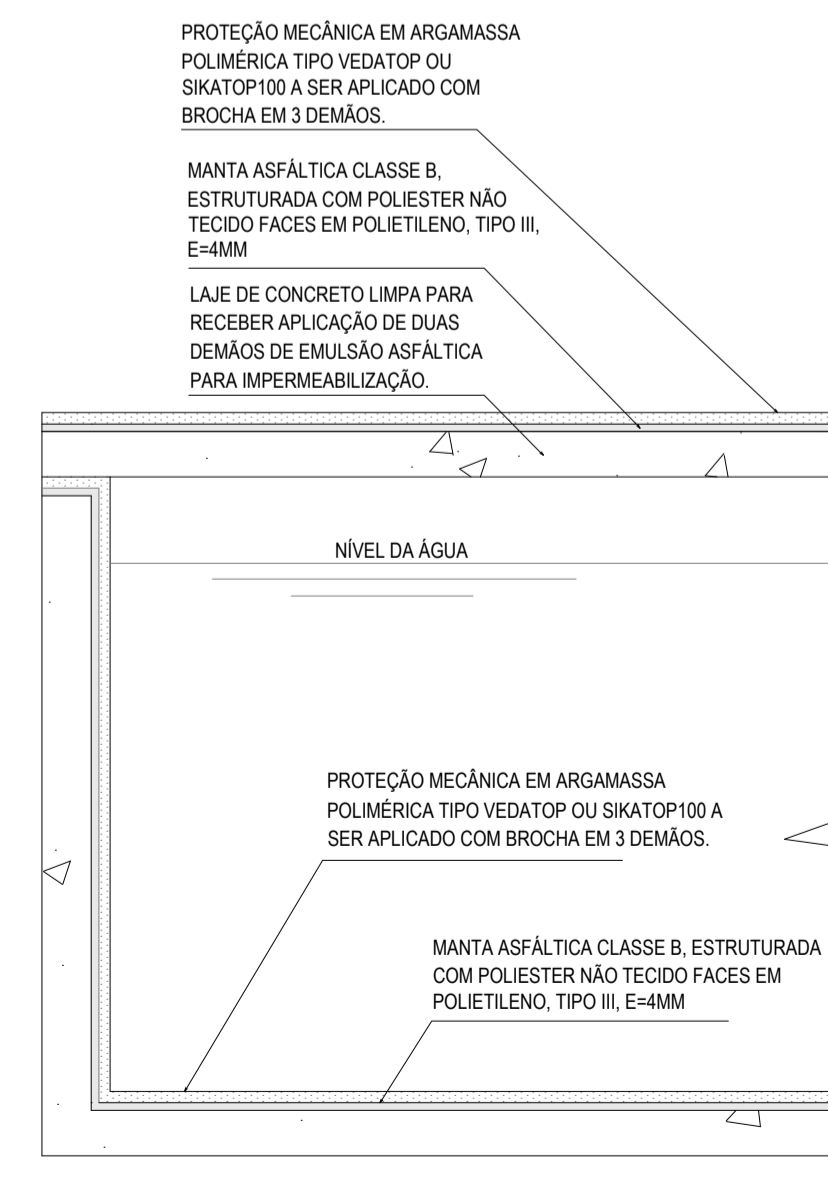 PROTEÇÃO MECÂNICA EM ARGAMASSA
POLIMÉRICA TIPO VEDATOP OU
SIKATOP100 A SER APLICADO COM
BROCHA EM 3 DEMÃOS.
MANTA ASFÁLTICA CLASSE B,
ESTRUTURADA COM POLIESTER NÃO
TECIDO FACES EM POLIETILENO, TIPO III,
E=4MM
LAJE DE CONCRETO LIMPA PARA
RECEBER APLICAÇÃO DE DUAS
DEMÃOS DE EMULSÃO ASFÁLTICA
PARA IMPERMEABILIZAÇÃO.
NÍVEL DA ÁGUA
PROTEÇÃO MECÂNICA EM ARGAMASSA
POLIMÉRICA TIPO VEDATOP OU SIKATOP100 A
SER APLICADO COM BROCHA EM 3 DEMÃOS.
MANTA ASFÁLTICA CLASSE B, ESTRUTURADA
COM POLIESTER NÃO TECIDO FACES EM
POLIETILENO, TIPO III, E=4MM